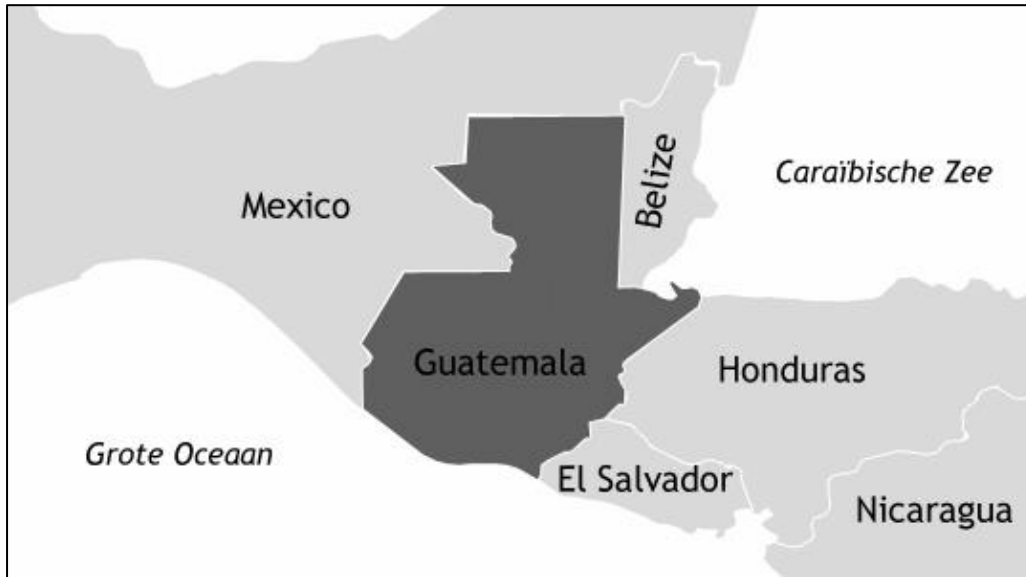 Belize
Caraïbische Zee
Mexico
Guatemala
Honduras
Grote Oceaan
El Salvador
Nicaragua